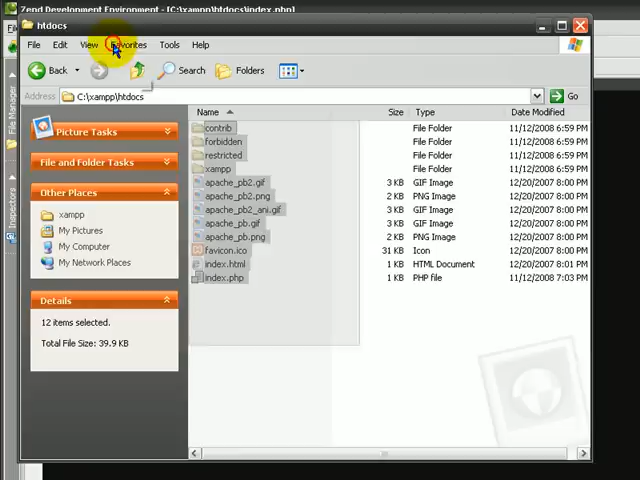 Zend Development Environment - [C:\xampp\htdocs\index.php]
htdocs
File Edit View Favorites Tools Help
Back Search Folders
Address C:\xampp\htdocs Go
File Manager
Inspectors
Picture Tasks
File and Folder Tasks
Other Places
xampp
My Pictures
My Computer
My Network Places
Details
12 items selected.
Total File Size: 39.9 KB
Name Size Type Date Modified
contrib File Folder 11/12/2008 6:59 PM
forbidden File Folder 11/12/2008 6:59 PM
restricted File Folder 11/12/2008 6:59 PM
xampp File Folder 11/12/2008 6:59 PM
apache_pb2.gif 3 KB GIF Image 12/20/2007 8:00 PM
apache_pb2.png 2 KB PNG Image 12/20/2007 8:00 PM
apache_pb2_ani.gif 3 KB GIF Image 12/20/2007 8:00 PM
apache_pb.gif 3 KB GIF Image 12/20/2007 8:00 PM
apache_pb.png 2 KB PNG Image 12/20/2007 8:00 PM
favicon.ico 31 KB Icon 12/20/2007 8:00 PM
index.html 1 KB HTML Document 12/20/2007 8:01 PM
index.php 1 KB PHP file 11/12/2008 7:03 PM